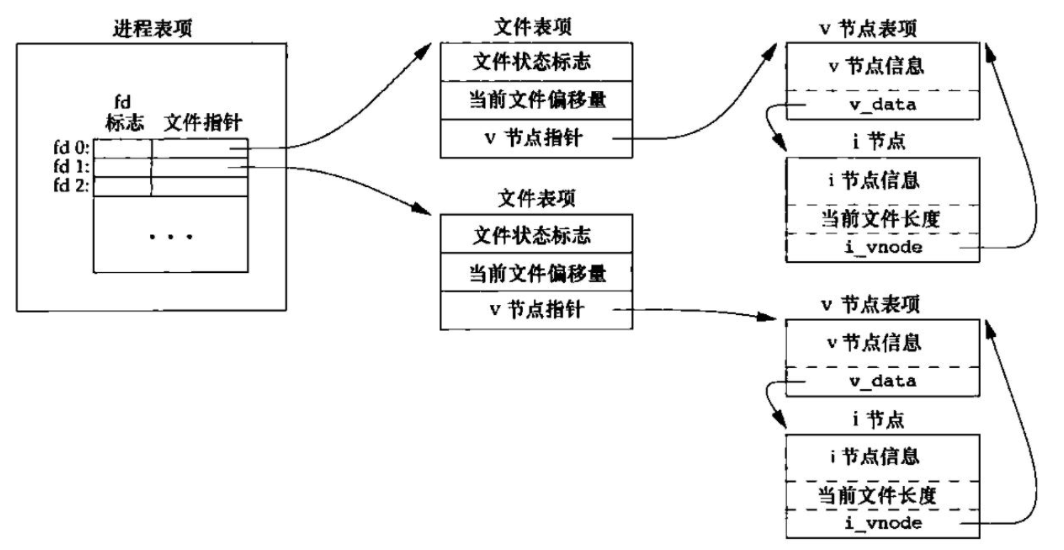 进程表项
fd
标志 文件指针
fd 0:
fd 1:
fd 2:
...
文件表项
文件状态标志
当前文件偏移量
v 节点指针
文件表项
文件状态标志
当前文件偏移量
v 节点指针
v 节点表项
v 节点信息
v_data
i 节点
i 节点信息
当前文件长度
i_vnode
v 节点表项
v 节点信息
v_data
i 节点
i 节点信息
当前文件长度
i_vnode